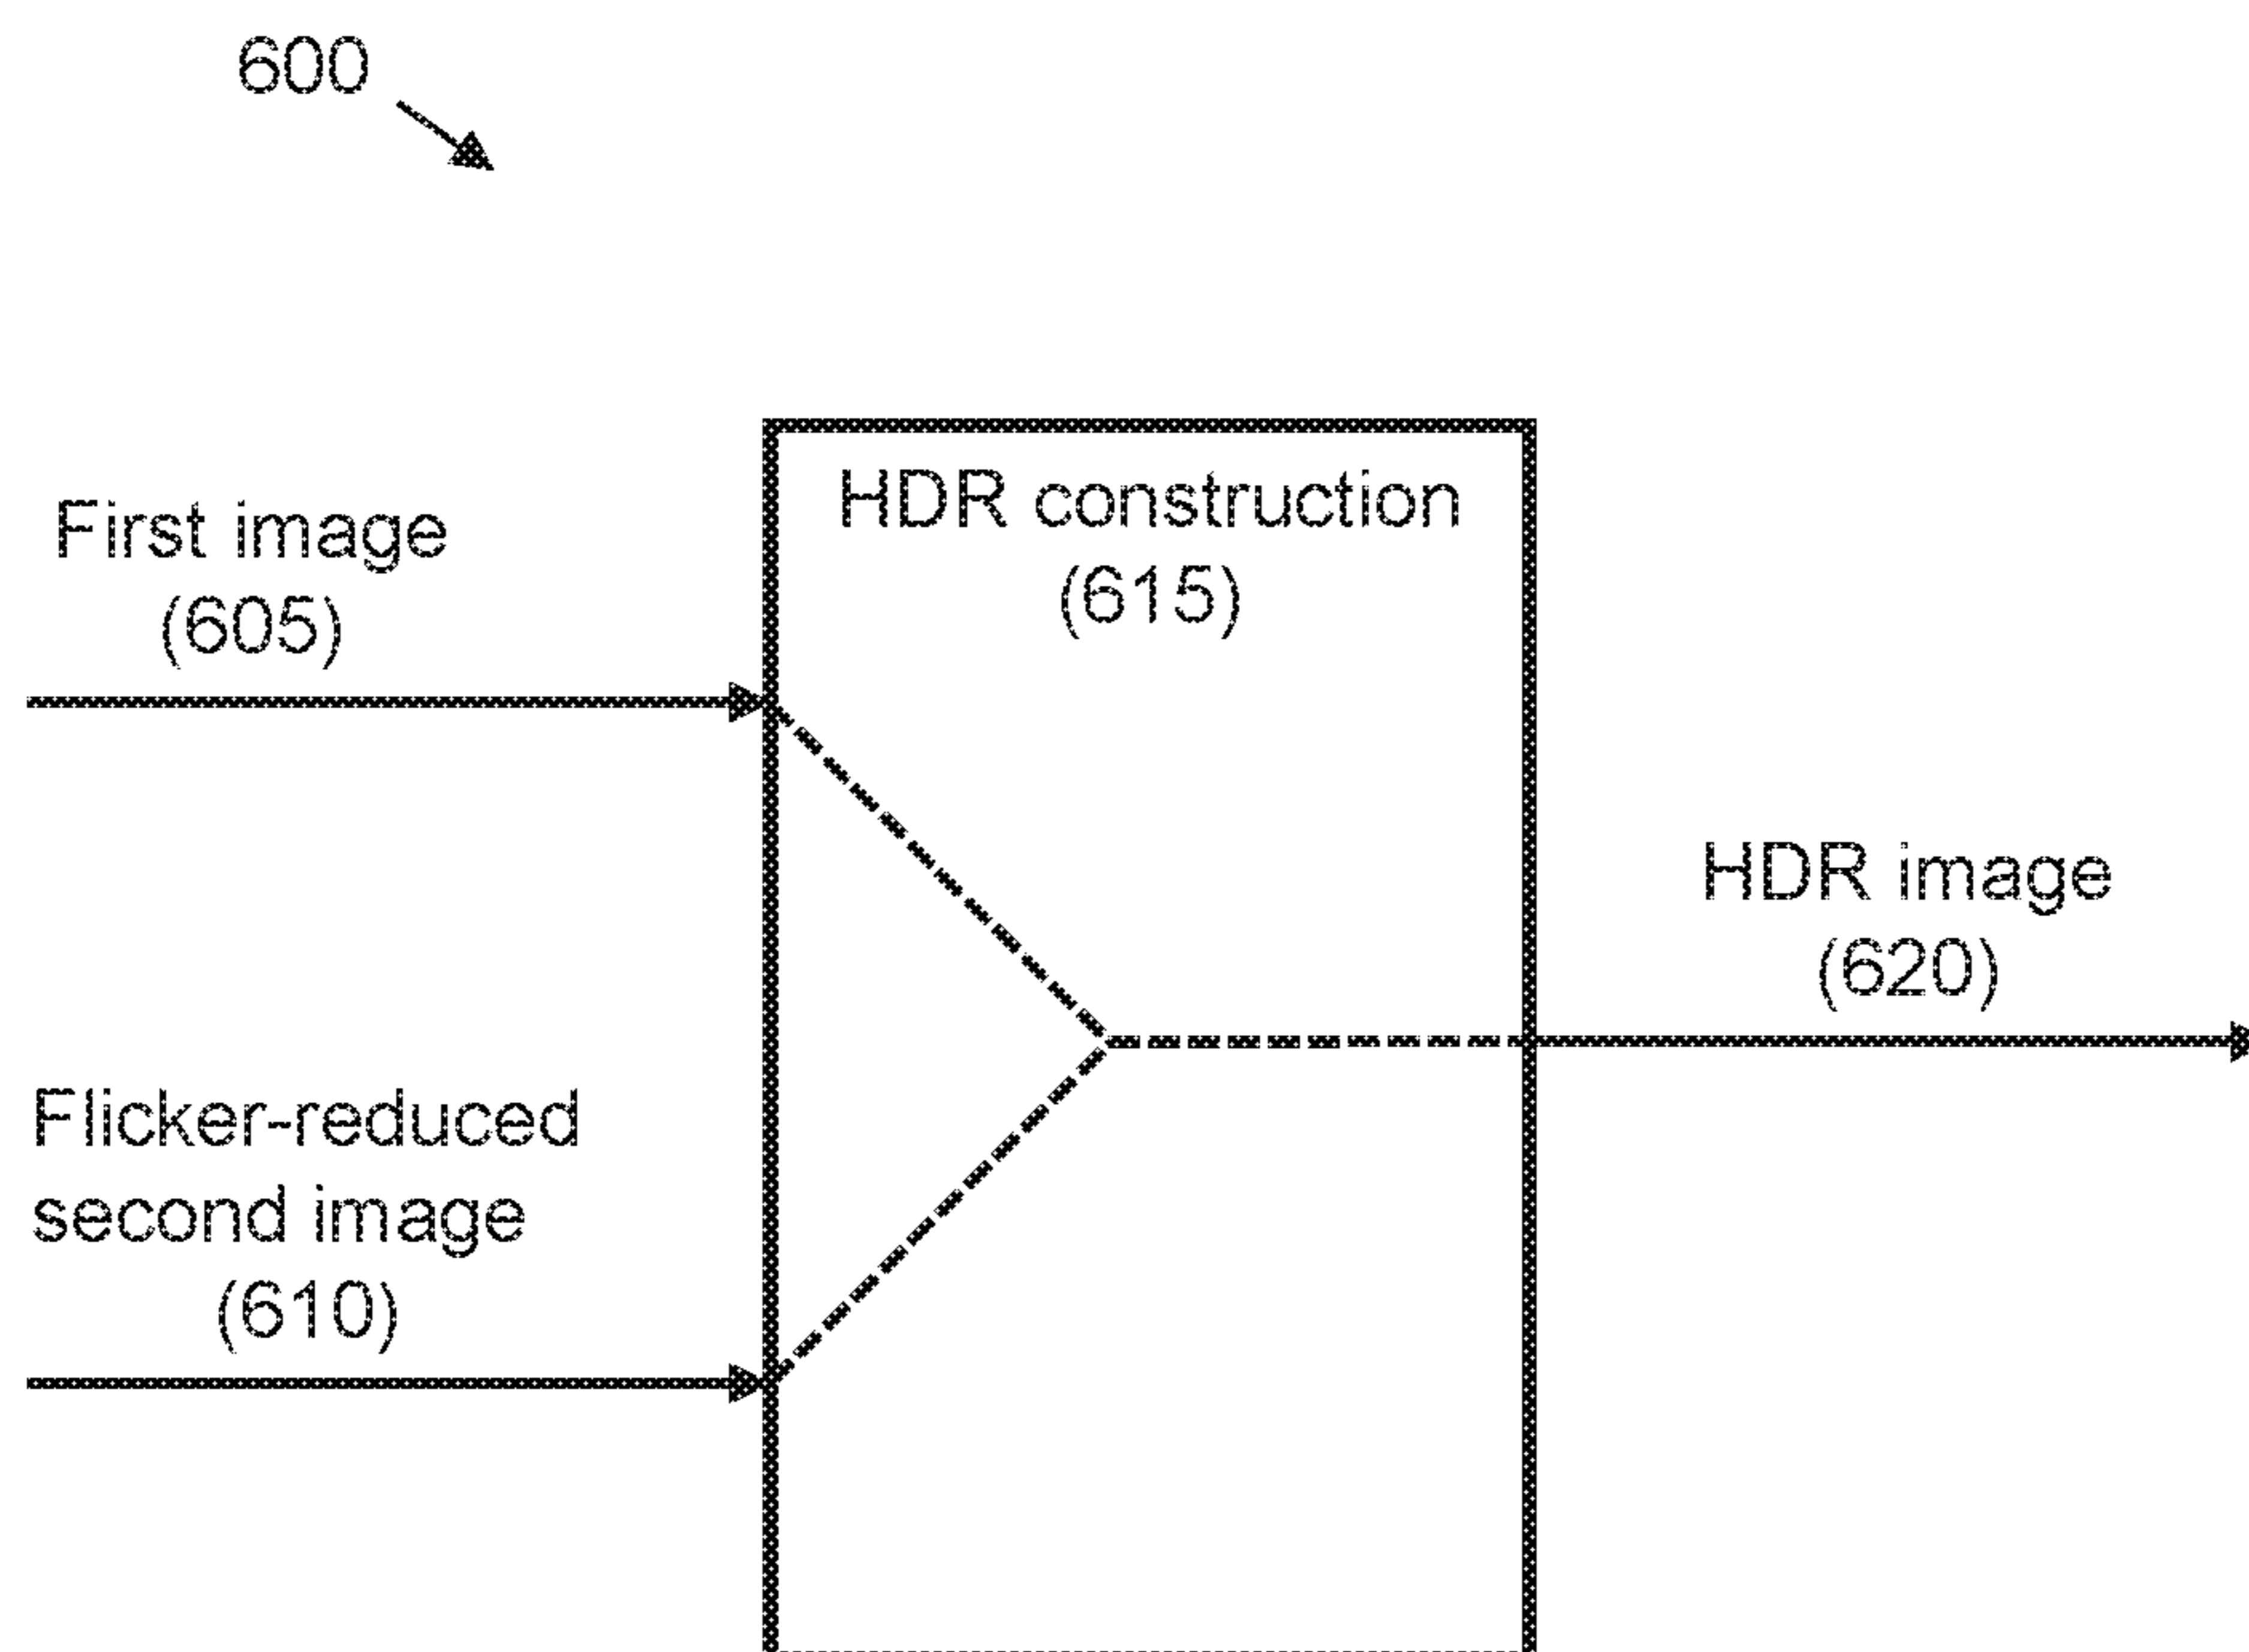 600
First image
(605)
HDR construction
(615)
HDR image
(620)
Flicker-reduced
second image
(610)